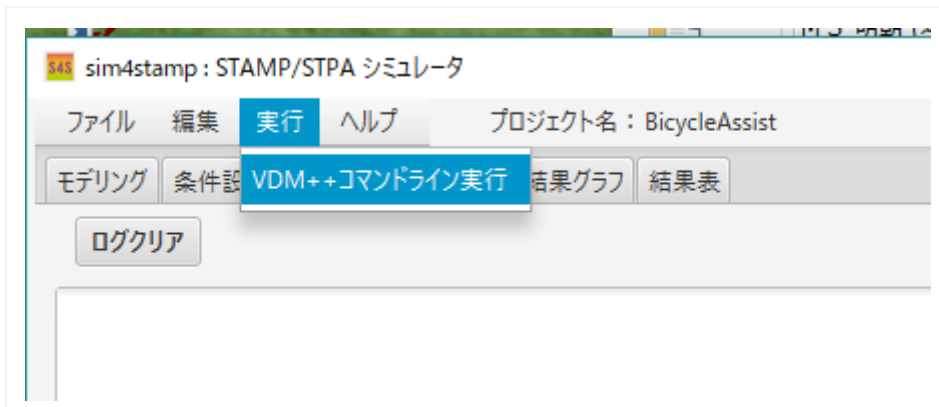 S4S sim4stamp : STAMP/STPA シミュレータ
ファイル 編集 実行 ヘルプ プロジェクト名 : BicycleAssist
モデリング 条件設 VDM++コマンドライン実行 結果グラフ 結果表
ログクリア